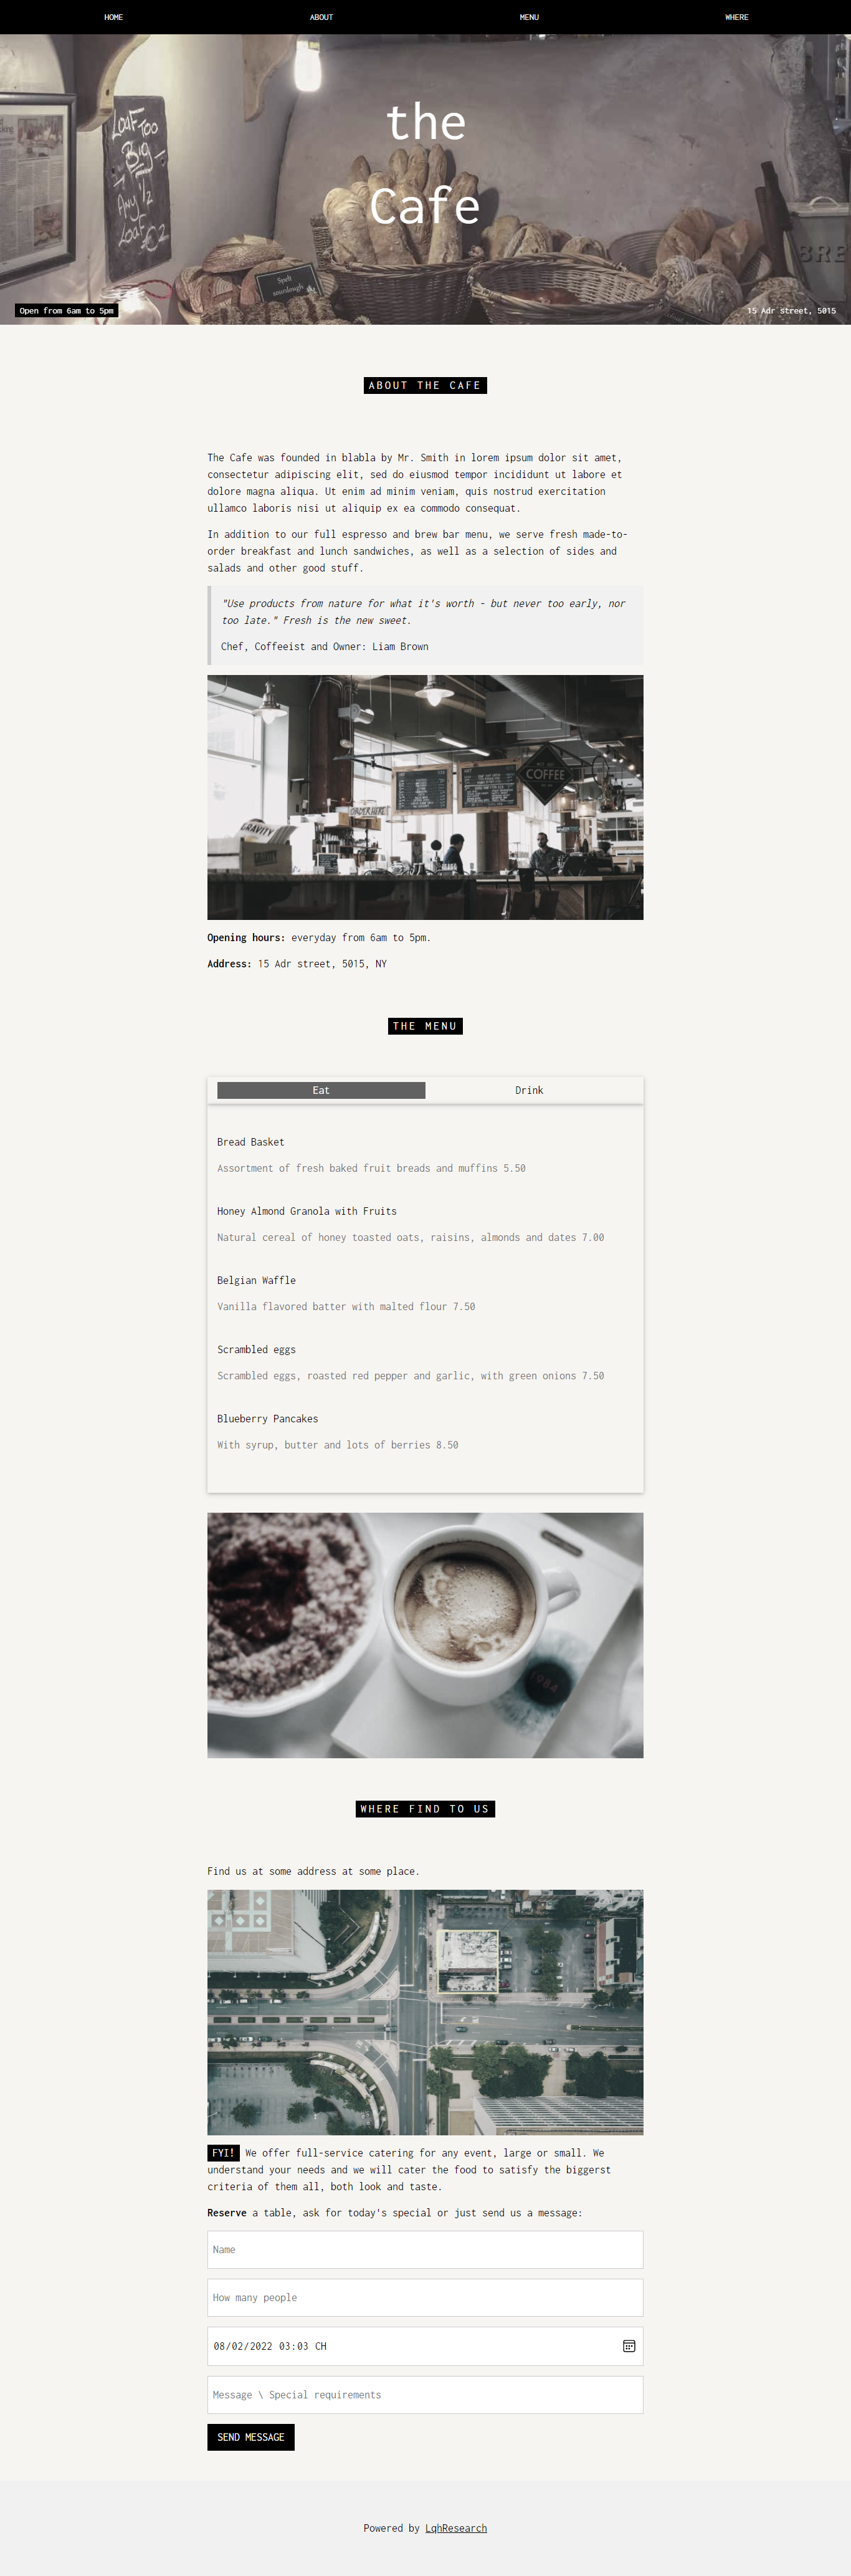 HOME ABOUT MENU WHERE
LOAF TOO
BIG
Any 1/2
Loaf €2
the
Cafe
Spelt
sourdough
BRE
Open from 6am to 5pm
15 Adr street, 5015
ABOUT THE CAFE
The Cafe was founded in blabla by Mr. Smith in lorem ipsum dolor sit amet,
consectetur adipiscing elit, sed do eiusmod tempor incididunt ut labore et
dolore magna aliqua. Ut enim ad minim veniam, quis nostrud exercitation
ullamco laboris nisi ut aliquip ex ea commodo consequat.
In addition to our full espresso and brew bar menu, we serve fresh made-to-
order breakfast and lunch sandwiches, as well as a selection of sides and
salads and other good stuff.
"Use products from nature for what it's worth - but never too early, nor
too late." Fresh is the new sweet.
Chef, Coffeeist and Owner: Liam Brown
COFFEE
ORDER HERE
GRAVITY
Opening hours: everyday from 6am to 5pm.
Address: 15 Adr street, 5015, NY
THE MENU
Eat Drink
Bread Basket
Assortment of fresh baked fruit breads and muffins 5.50
Honey Almond Granola with Fruits
Natural cereal of honey toasted oats, raisins, almonds and dates 7.00
Belgian Waffle
Vanilla flavored batter with malted flour 7.50
Scrambled eggs
Scrambled eggs, roasted red pepper and garlic, with green onions 7.50
Blueberry Pancakes
With syrup, butter and lots of berries 8.50
1984
WHERE FIND TO US
Find us at some address at some place.
FYI! We offer full-service catering for any event, large or small. We
understand your needs and we will cater the food to satisfy the biggerst
criteria of them all, both look and taste.
Reserve a table, ask for today's special or just send us a message:
Name
How many people
08/02/2022 03:03 CH
Message \ Special requirements
SEND MESSAGE
Powered by LqhResearch